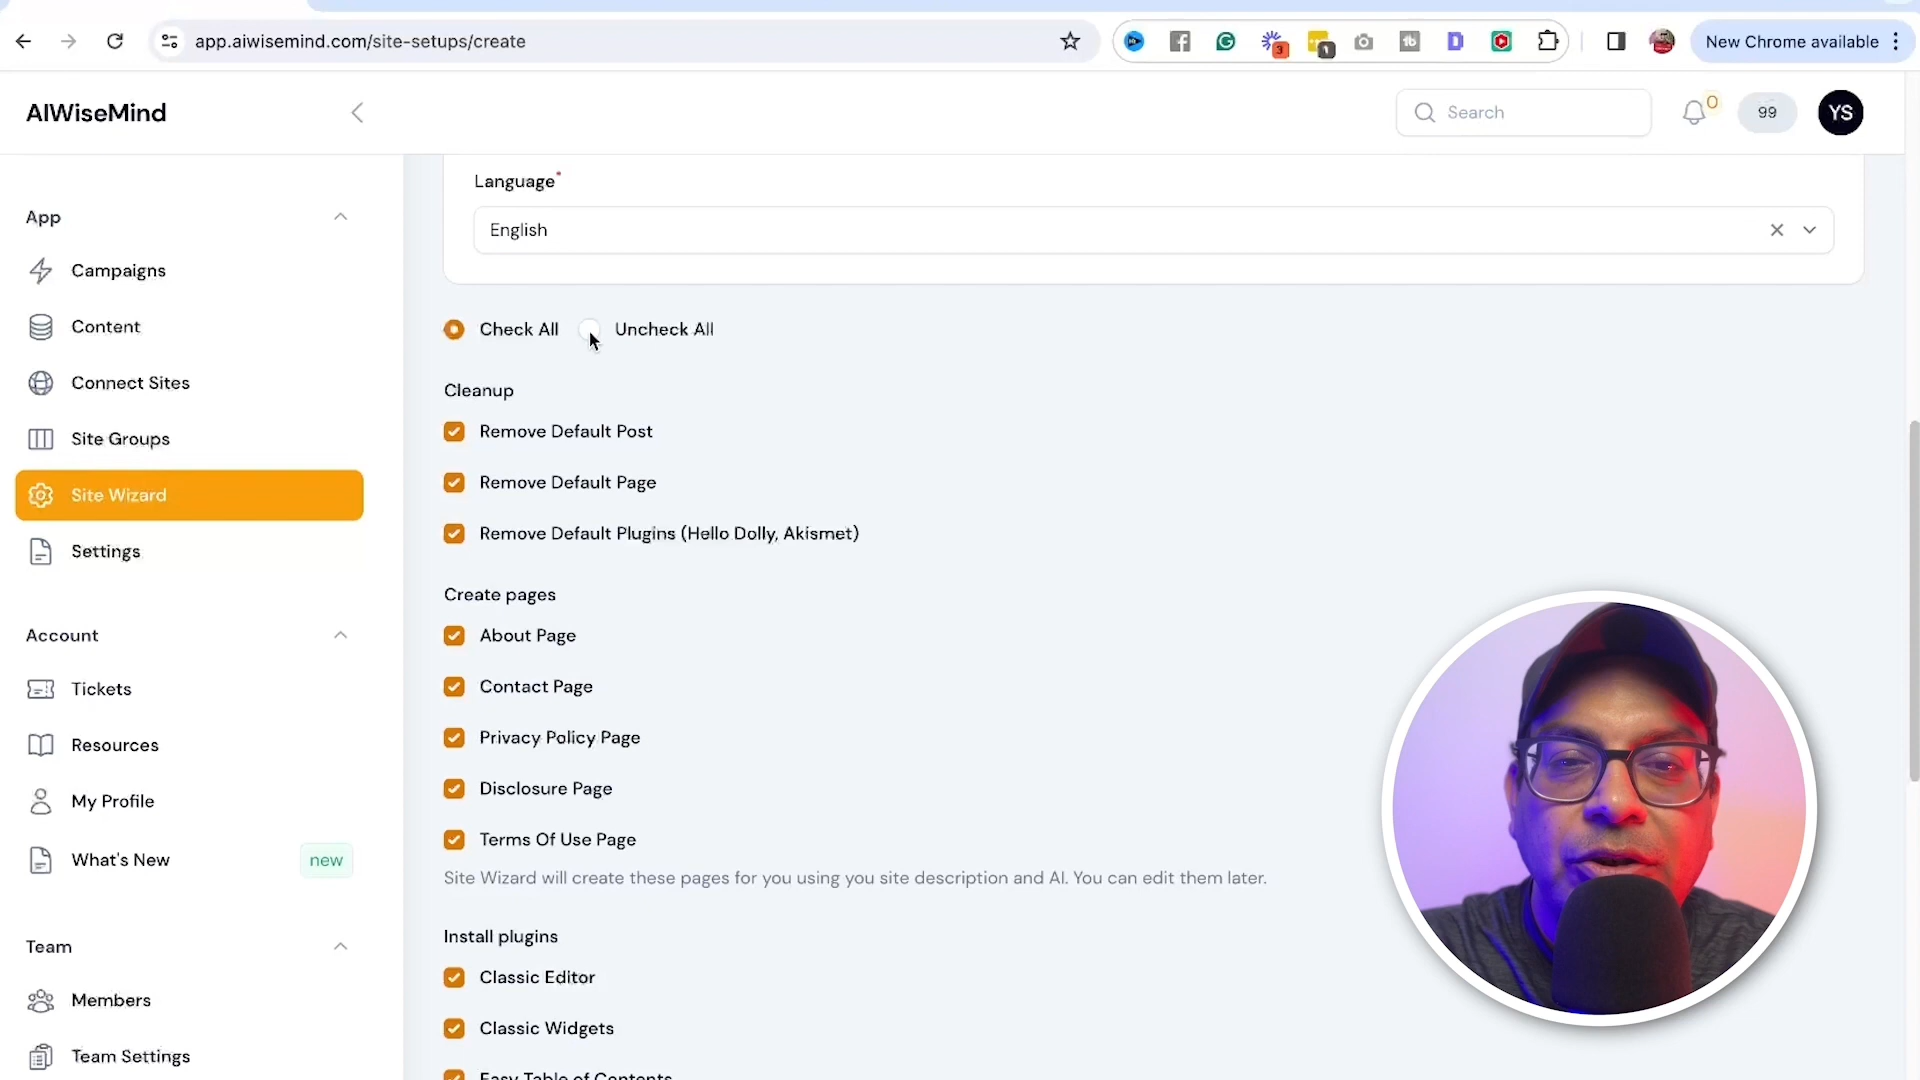 app.aiwisemind.com/site-setups/create
3
1
New Chrome available
AIWiseMind
Search
0
99
YS
App
Campaigns
Content
Connect Sites
Site Groups
Site Wizard
Settings
Account
Tickets
Resources
My Profile
What's New
new
Team
Members
Team Settings
Language*
English
Check All
Uncheck All
Cleanup
Remove Default Post
Remove Default Page
Remove Default Plugins (Hello Dolly, Akismet)
Create pages
About Page
Contact Page
Privacy Policy Page
Disclosure Page
Terms Of Use Page
Site Wizard will create these pages for you using you site description and AI. You can edit them later.
Install plugins
Classic Editor
Classic Widgets
Easy Table of Contents